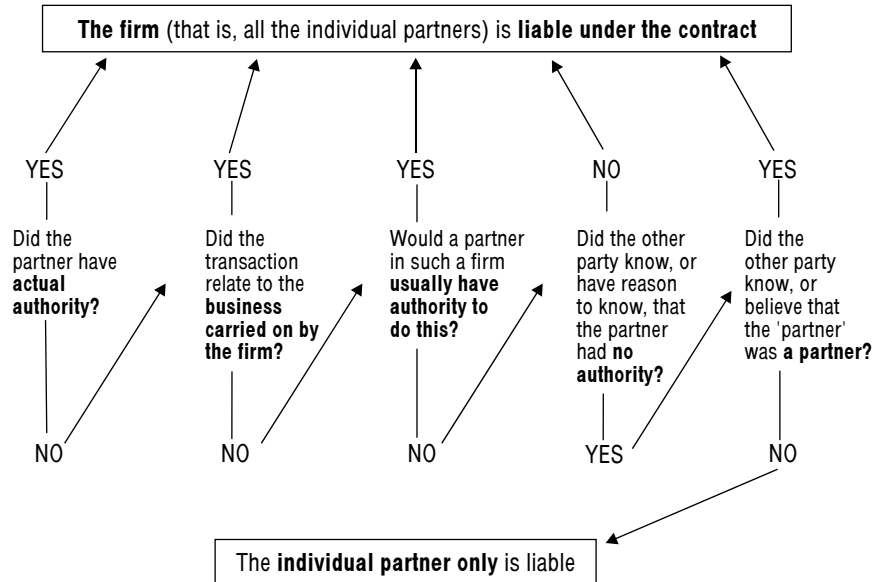 The firm (that is, all the individual partners) is liable under the contract
YES
YES
YES
NO
YES
Did the
partner have
actual
authority?
Did the
transaction
relate to the
business
carried on by
the firm?
Would a partner
in such a firm
usually have
authority to
do this?
Did the other
party know, or
have reason
to know, that
the partner
had no
authority?
Did the
other party
know, or
believe that
the 'partner'
was a partner?
NO
NO
NO
YES
NO
The individual partner only is liable